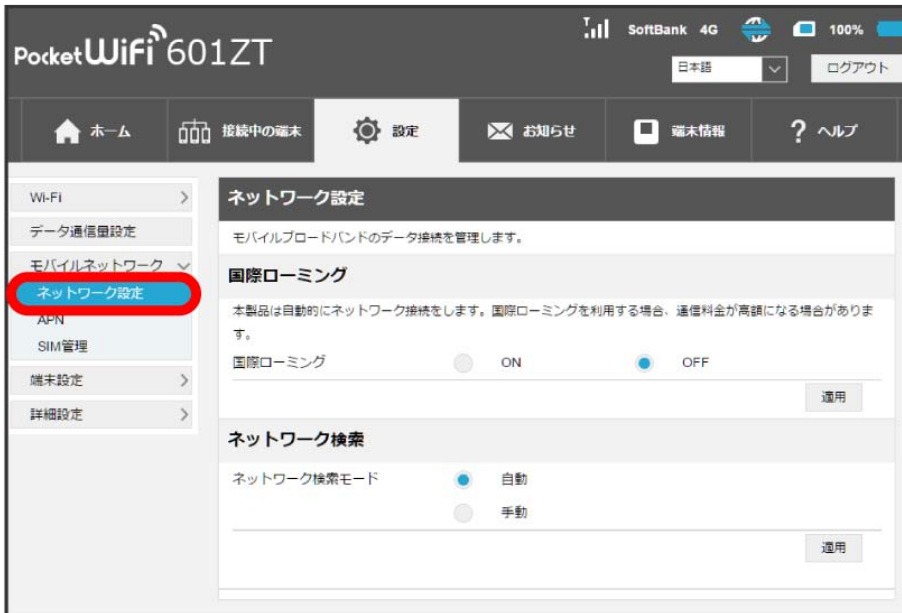 SoftBank 4G 100%
Pocket WiFi 601ZT
日本語 ログアウト
ホーム 接続中の端末 設定 お知らせ 端末情報 ? ヘルプ
Wi-Fi
データ通信量設定
モバイルネットワーク
ネットワーク設定
APN
SIM管理
端末設定
詳細設定
ネットワーク設定
モバイルブロードバンドのデータ接続を管理します。
国際ローミング
本製品は自動的にネットワーク接続をします。国際ローミングを利用する場合、通信料金が高額になる場合がありま
す。
国際ローミング ON OFF
適用
ネットワーク検索
ネットワーク検索モード 自動
手動
適用